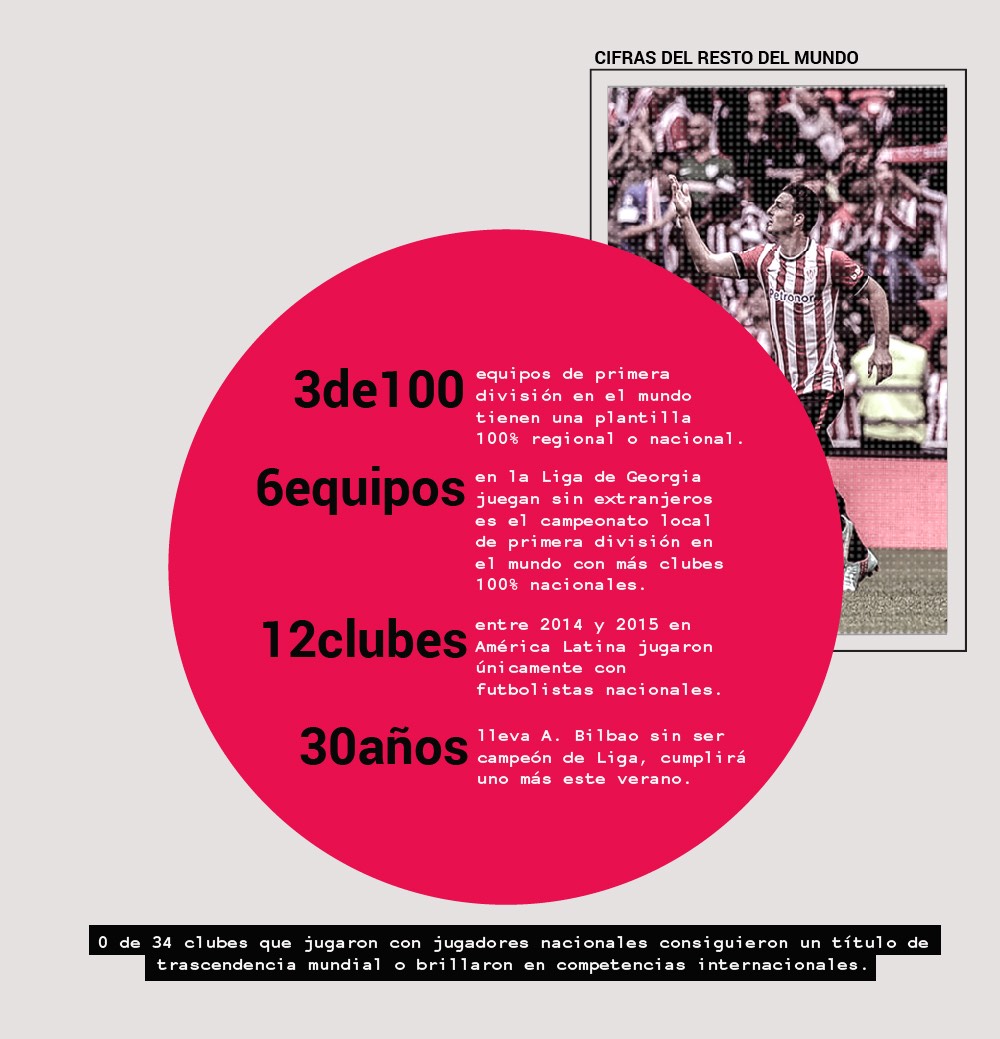 CIFRAS DEL RESTO DEL MUNDO
Petronor
3de100
equipos de primera
división en el mundo
tienen una plantilla
100% regional o nacional.
6equipos
en la Liga de Georgia
juegan sin extranjeros
es el campeonato local
de primera división en
el mundo con más clubes
100% nacionales.
12clubes
entre 2014 y 2015 en
América Latina jugaron
únicamente con
futbolistas nacionales.
30años
lleva A. Bilbao sin ser
campeón de Liga, cumplirá
uno más este verano.
0 de 34 clubes que jugaron con jugadores nacionales consiguieron un título de
trascendencia mundial o brillaron en competencias internacionales.